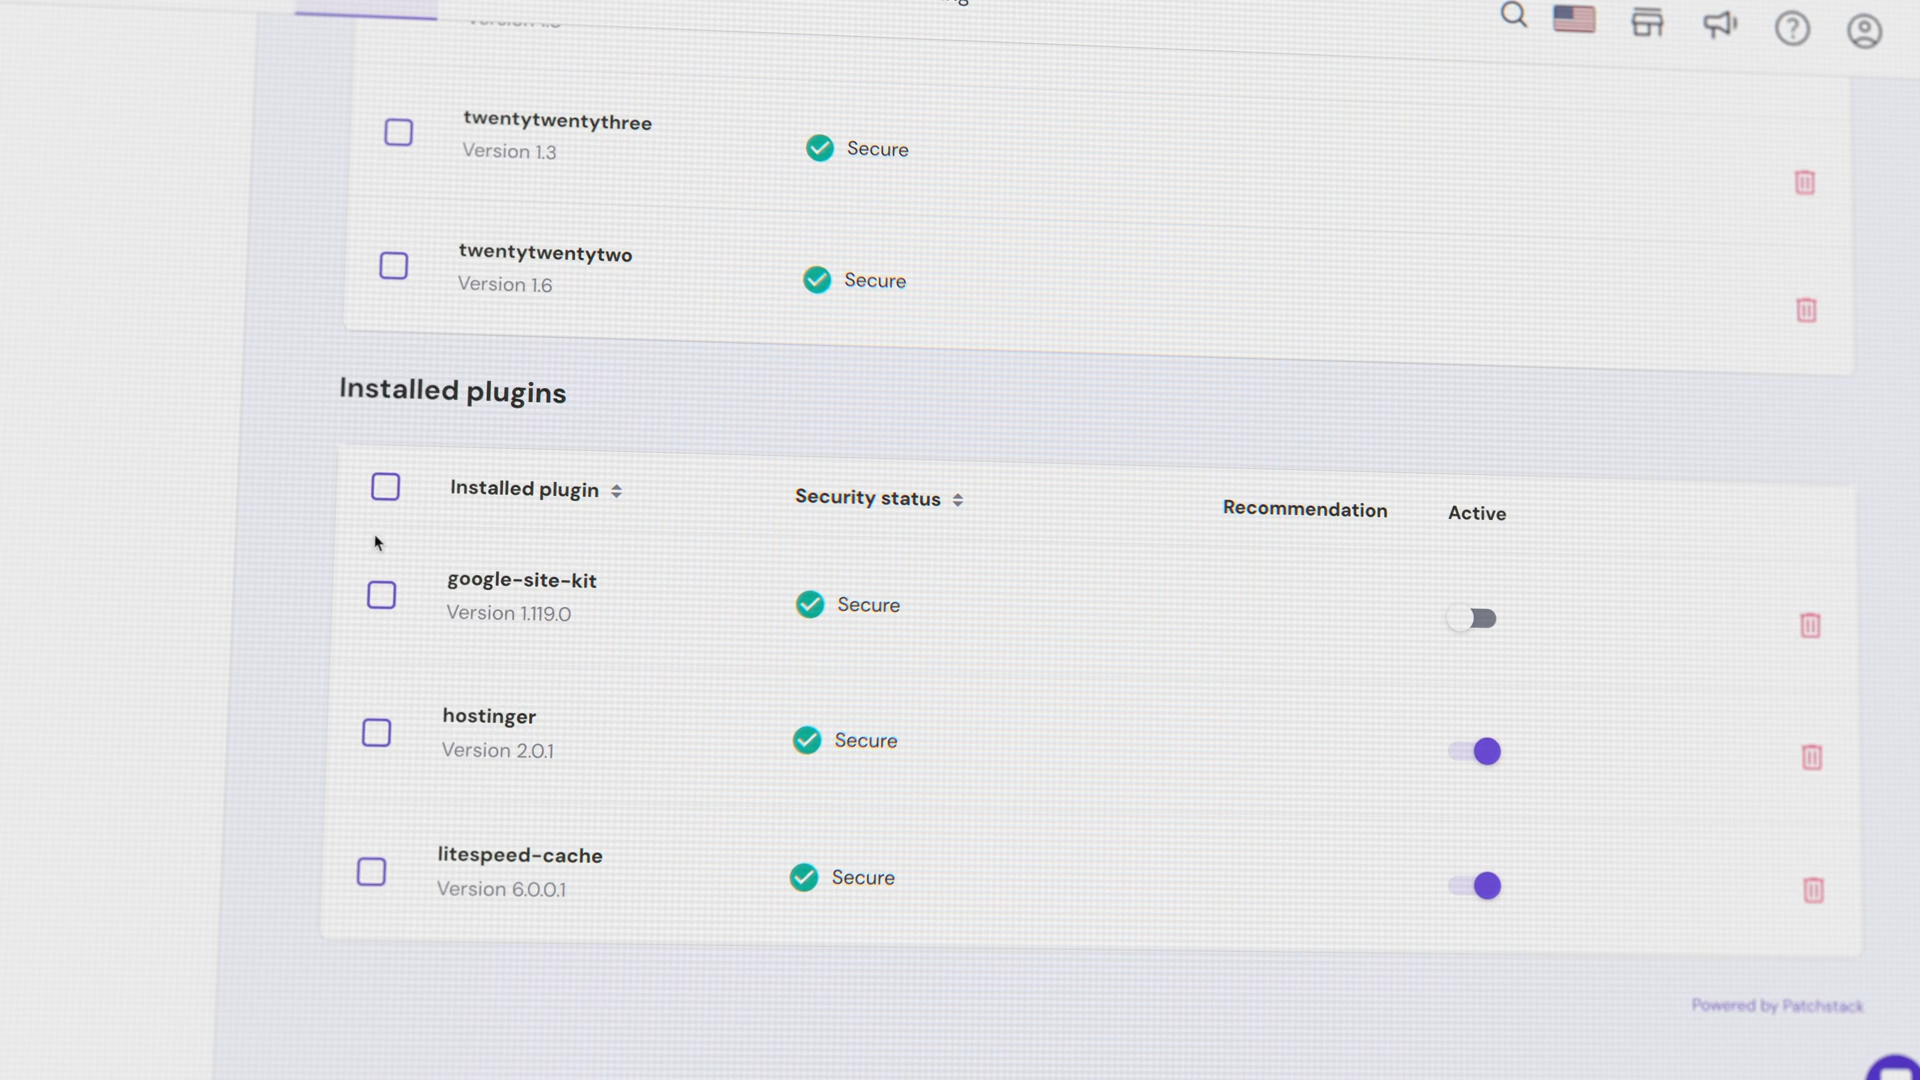 twentytwentythree
Version 1.3
Secure
twentytwentytwo
Version 1.6
Secure
Installed plugins
Installed plugin
Security status
Recommendation
Active
google-site-kit
Version 1.119.0
Secure
hostinger
Version 2.0.1
Secure
litespeed-cache
Version 6.0.0.1
Secure
Powered by Patchstack